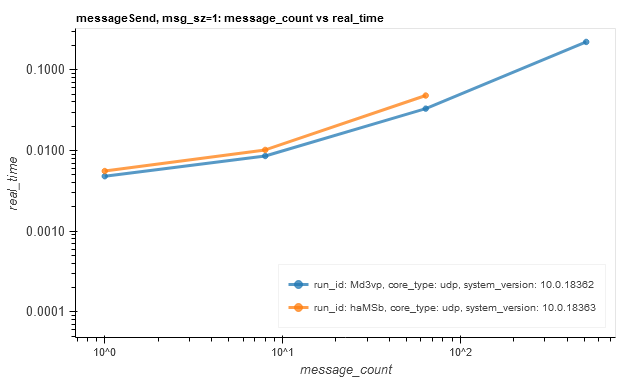 messageSend, msg_sz=1: message_count vs real_time
0.1000
0.0100
0.0010
0.0001
real_time
10^0
10^1
10^2
message_count
run_id: Md3vp, core_type: udp, system_version: 10.0.18362
run_id: haMSb, core_type: udp, system_version: 10.0.18363